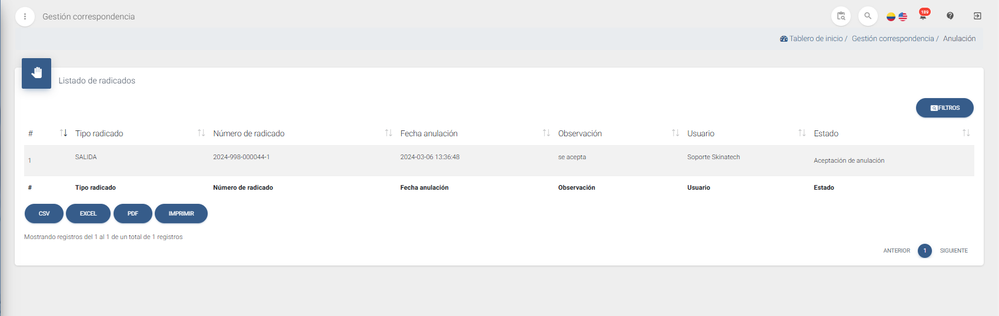 Gestión correspondencia
189
Tablero de inicio / Gestión correspondencia / Anulación
Listado de radicados
FILTROS
# Tipo radicado Número de radicado Fecha anulación Observación Usuario Estado
1 SALIDA 2024-998-000044-1 2024-03-06 13:36:48 se acepta Soporte Skinatech Aceptación de anulación
# Tipo radicado Número de radicado Fecha anulación Observación Usuario Estado
CSV EXCEL PDF IMPRIMIR
Mostrando registros del 1 al 1 de un total de 1 registros
ANTERIOR 1 SIGUIENTE